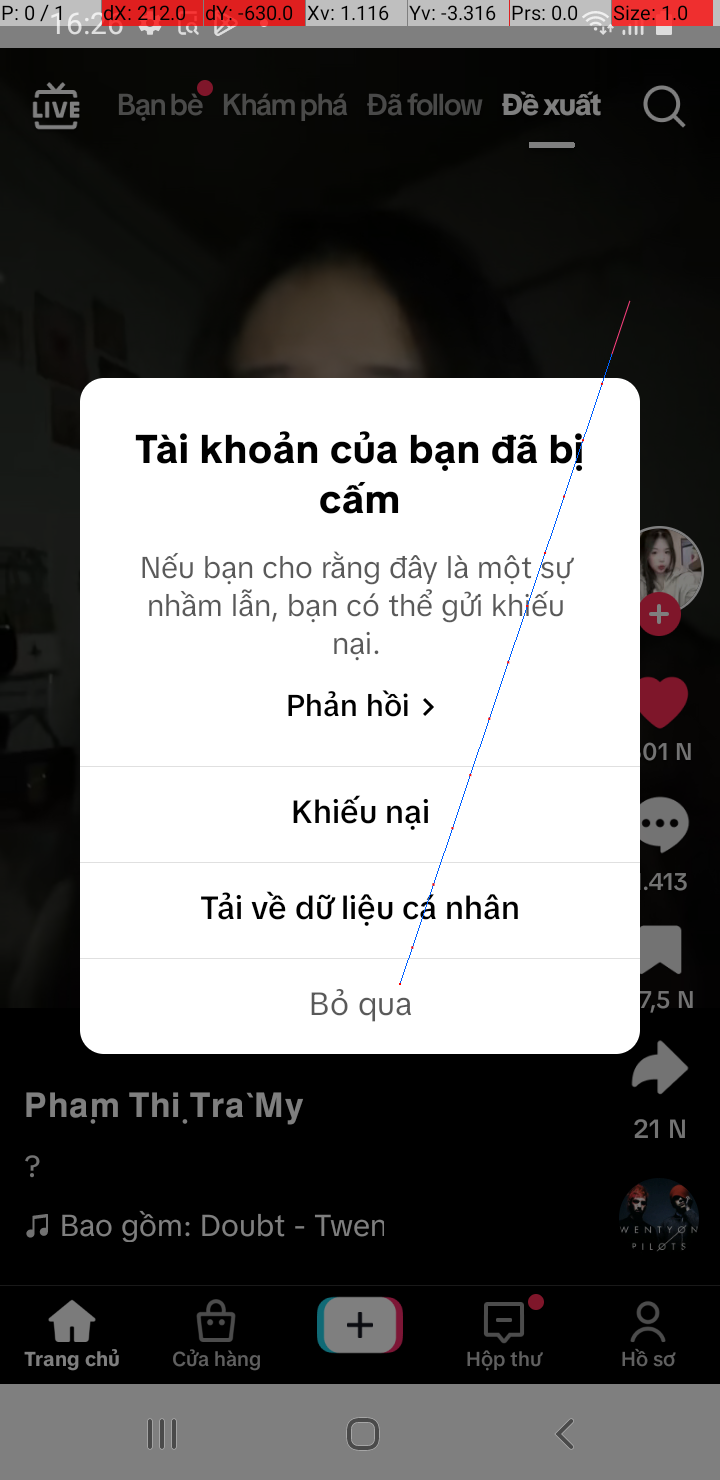 P: 0 / 1 dX: 212.0 dY: -630.0 Xv: 1.116 Yv: -3.316 Prs: 0.0 Size: 1.0
16:26
LIVE Bạn bè Khám phá Đã follow Đề xuất
Tài khoản của bạn đã bị
cấm
Nếu bạn cho rằng đây là một sự
nhầm lẫn, bạn có thể gửi khiếu
nại.
Phản hồi
Khiếu nại
Tải về dữ liệu cá nhân
Bỏ qua
01 N
.413
7,5 N
21 N
Phạm Thị Tra`My
?
Bao gồm: Doubt - Twen
WENTYON
PILOTS
Trang chủ Cửa hàng Hộp thư Hồ sơ